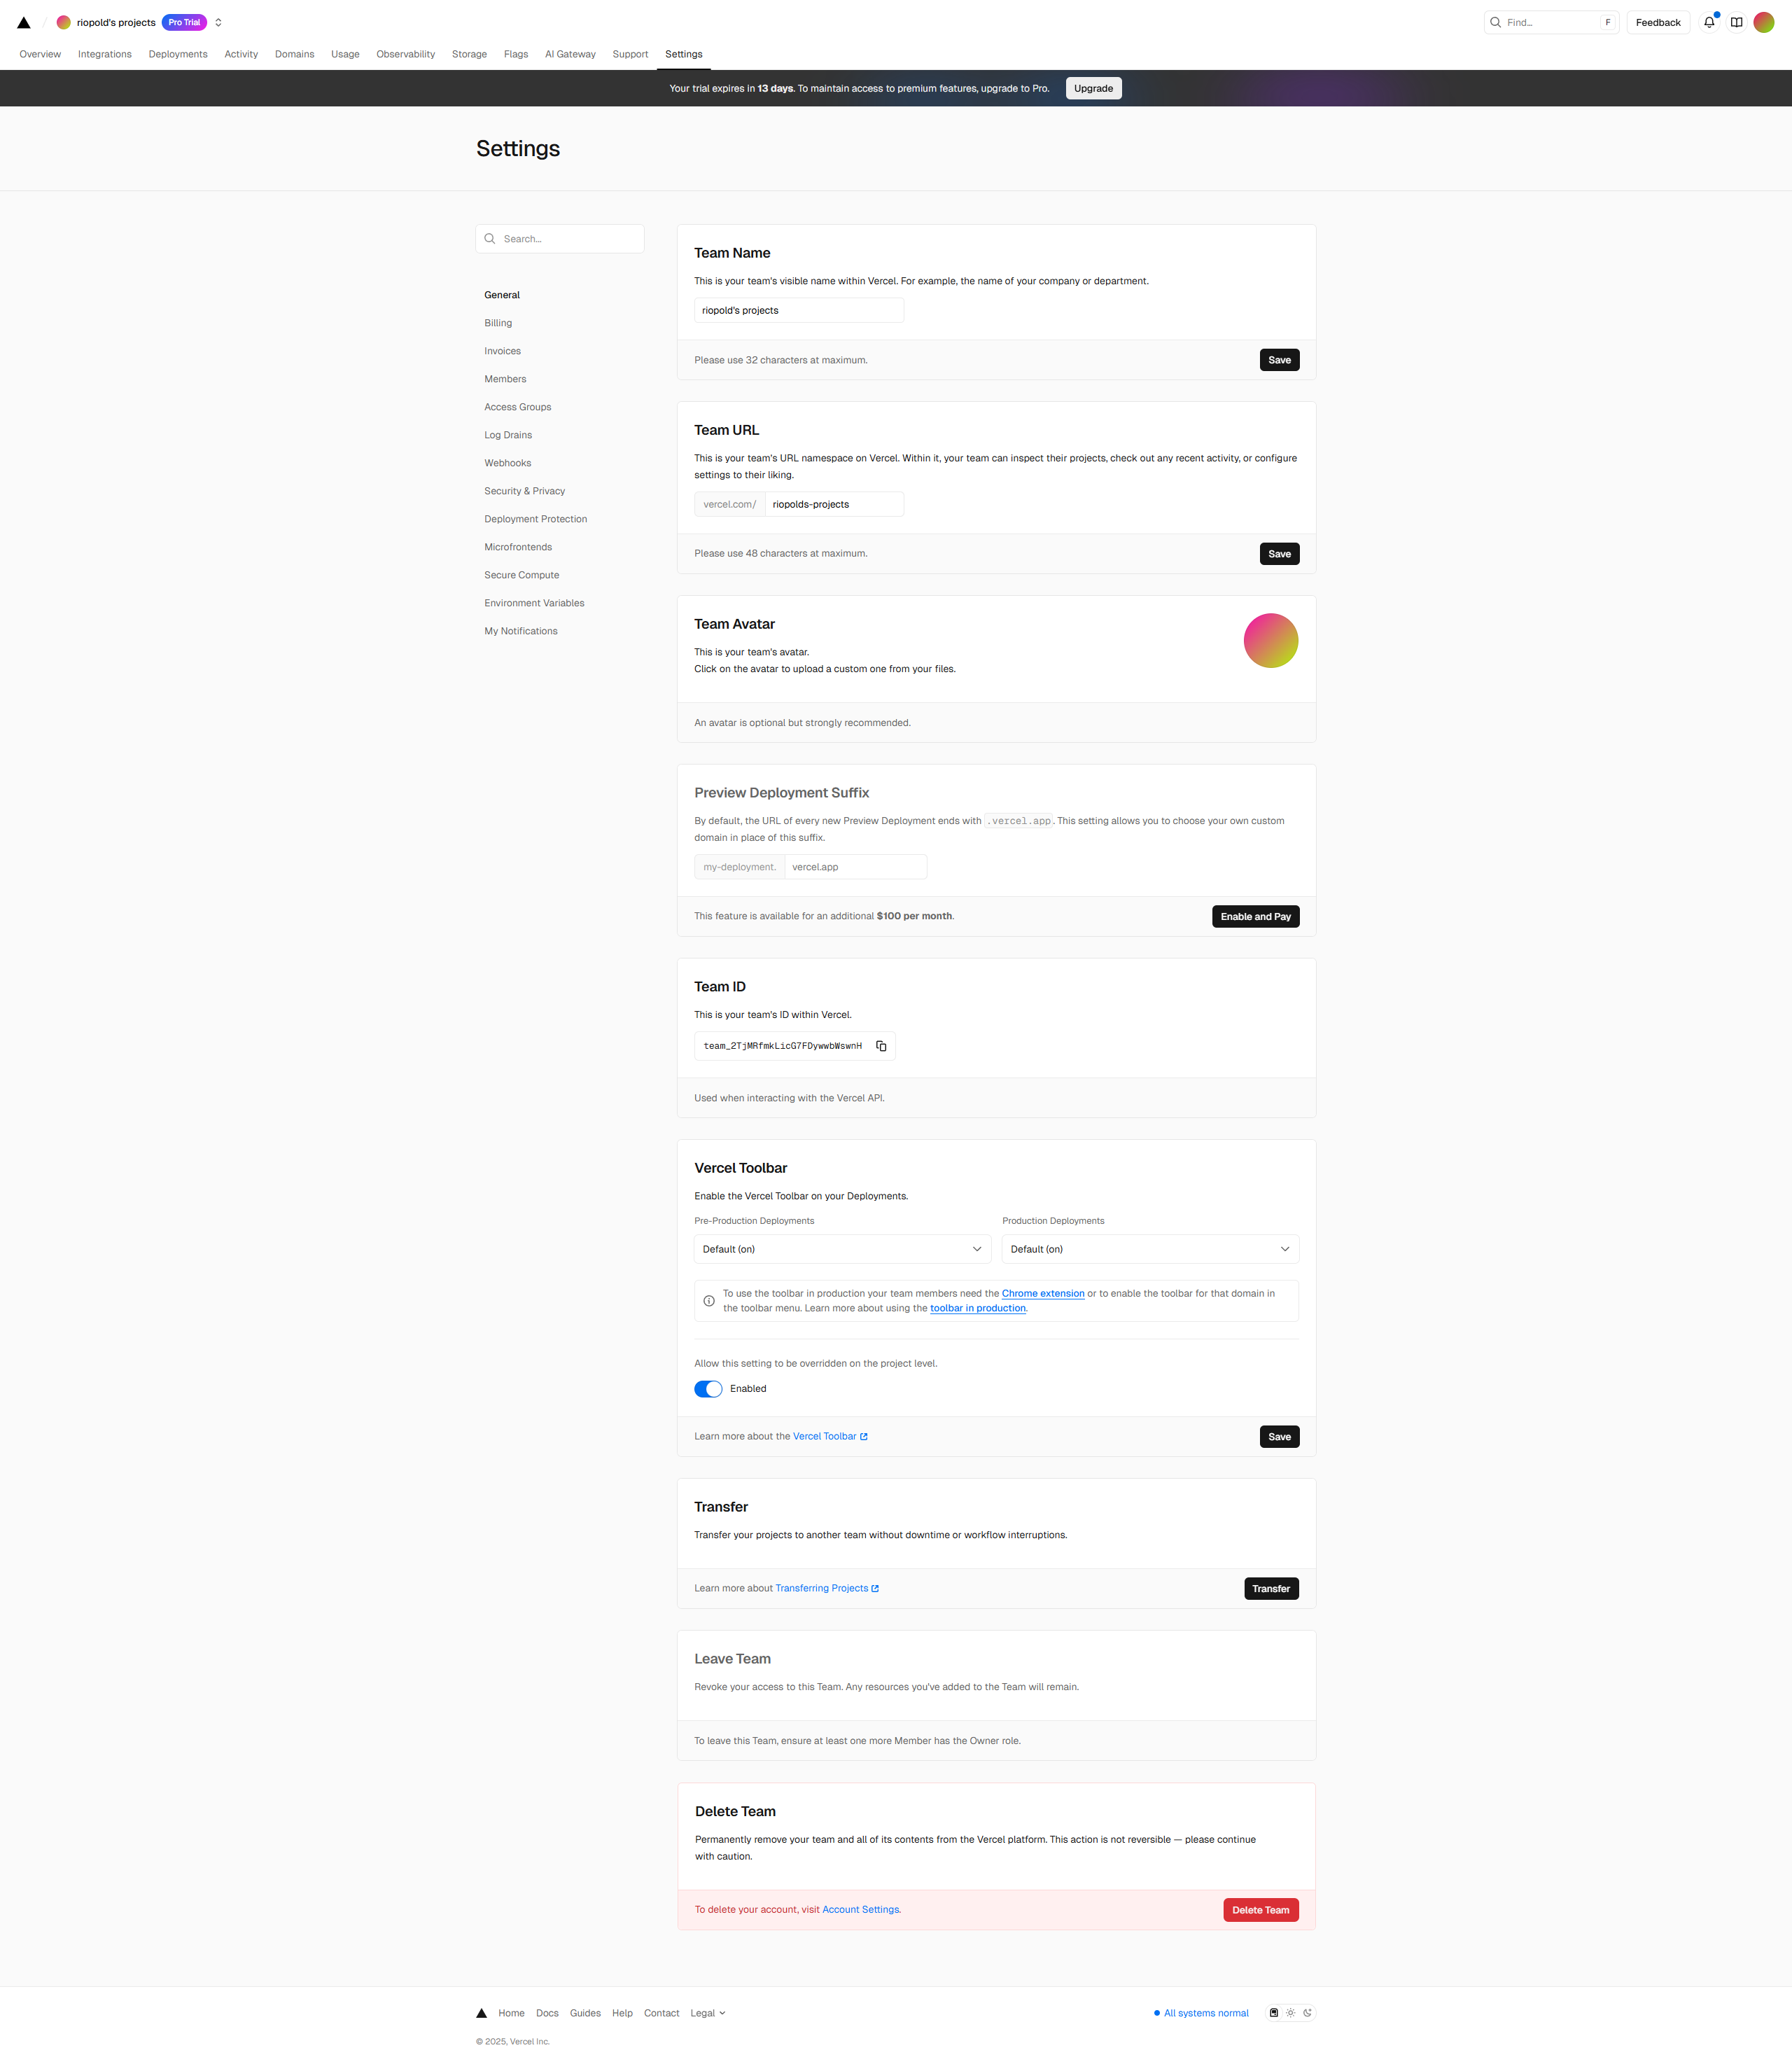 riopold's projects Pro Trial
Find... F Feedback
Overview Integrations Deployments Activity Domains Usage Observability Storage Flags AI Gateway Support Settings
Your trial expires in 13 days. To maintain access to premium features, upgrade to Pro. Upgrade
Settings
Search...
General
Billing
Invoices
Members
Access Groups
Log Drains
Webhooks
Security & Privacy
Deployment Protection
Microfrontends
Secure Compute
Environment Variables
My Notifications
Team Name
This is your team's visible name within Vercel. For example, the name of your company or department.
riopold's projects
Please use 32 characters at maximum.
Save
Team URL
This is your team's URL namespace on Vercel. Within it, your team can inspect their projects, check out any recent activity, or configure
settings to their liking.
vercel.com/ riopolds-projects
Please use 48 characters at maximum.
Save
Team Avatar
This is your team's avatar.
Click on the avatar to upload a custom one from your files.
An avatar is optional but strongly recommended.
Preview Deployment Suffix
By default, the URL of every new Preview Deployment ends with .vercel.app. This setting allows you to choose your own custom
domain in place of this suffix.
my-deployment. vercel.app
This feature is available for an additional $100 per month.
Enable and Pay
Team ID
This is your team's ID within Vercel.
team_2TjMRfmkLicG7FDywwbWswnH
Used when interacting with the Vercel API.
Vercel Toolbar
Enable the Vercel Toolbar on your Deployments.
Pre-Production Deployments Production Deployments
Default (on) Default (on)
To use the toolbar in production your team members need the Chrome extension or to enable the toolbar for that domain in
the toolbar menu. Learn more about using the toolbar in production.
Allow this setting to be overridden on the project level.
Enabled
Learn more about the Vercel Toolbar
Save
Transfer
Transfer your projects to another team without downtime or workflow interruptions.
Learn more about Transferring Projects
Transfer
Leave Team
Revoke your access to this Team. Any resources you've added to the Team will remain.
To leave this Team, ensure at least one more Member has the Owner role.
Delete Team
Permanently remove your team and all of its contents from the Vercel platform. This action is not reversible — please continue
with caution.
To delete your account, visit Account Settings.
Delete Team
Home Docs Guides Help Contact Legal
All systems normal
© 2025, Vercel Inc.